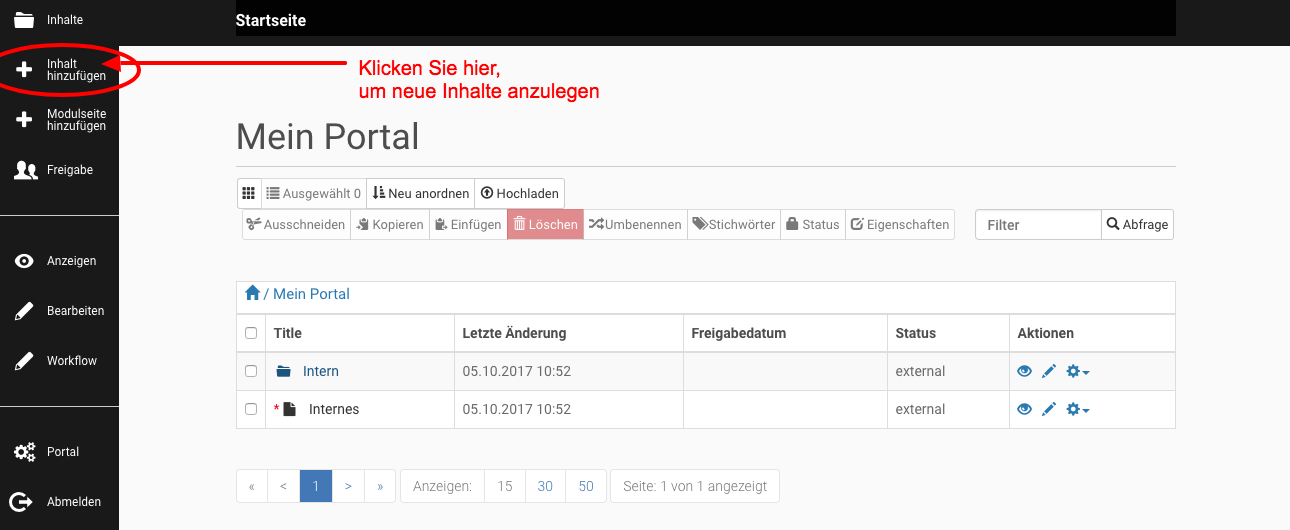 Inhalte
Startseite
Inhalt
hinzufügen
Klicken Sie hier,
um neue Inhalte anzulegen
Modulseite
hinzufügen
Mein Portal
Freigabe
Ausgewählt 0 Neu anordnen Hochladen
Ausschneiden Kopieren Einfügen Löschen Umbenennen Stichwörter Status Eigenschaften Filter Abfrage
Anzeigen
/ Mein Portal
Bearbeiten
Title Letzte Änderung Freigabedatum Status Aktionen
Workflow
Intern 05.10.2017 10:52 external
* Internes 05.10.2017 10:52 external
Portal
« < 1 > » Anzeigen: 15 30 50 Seite: 1 von 1 angezeigt
Abmelden